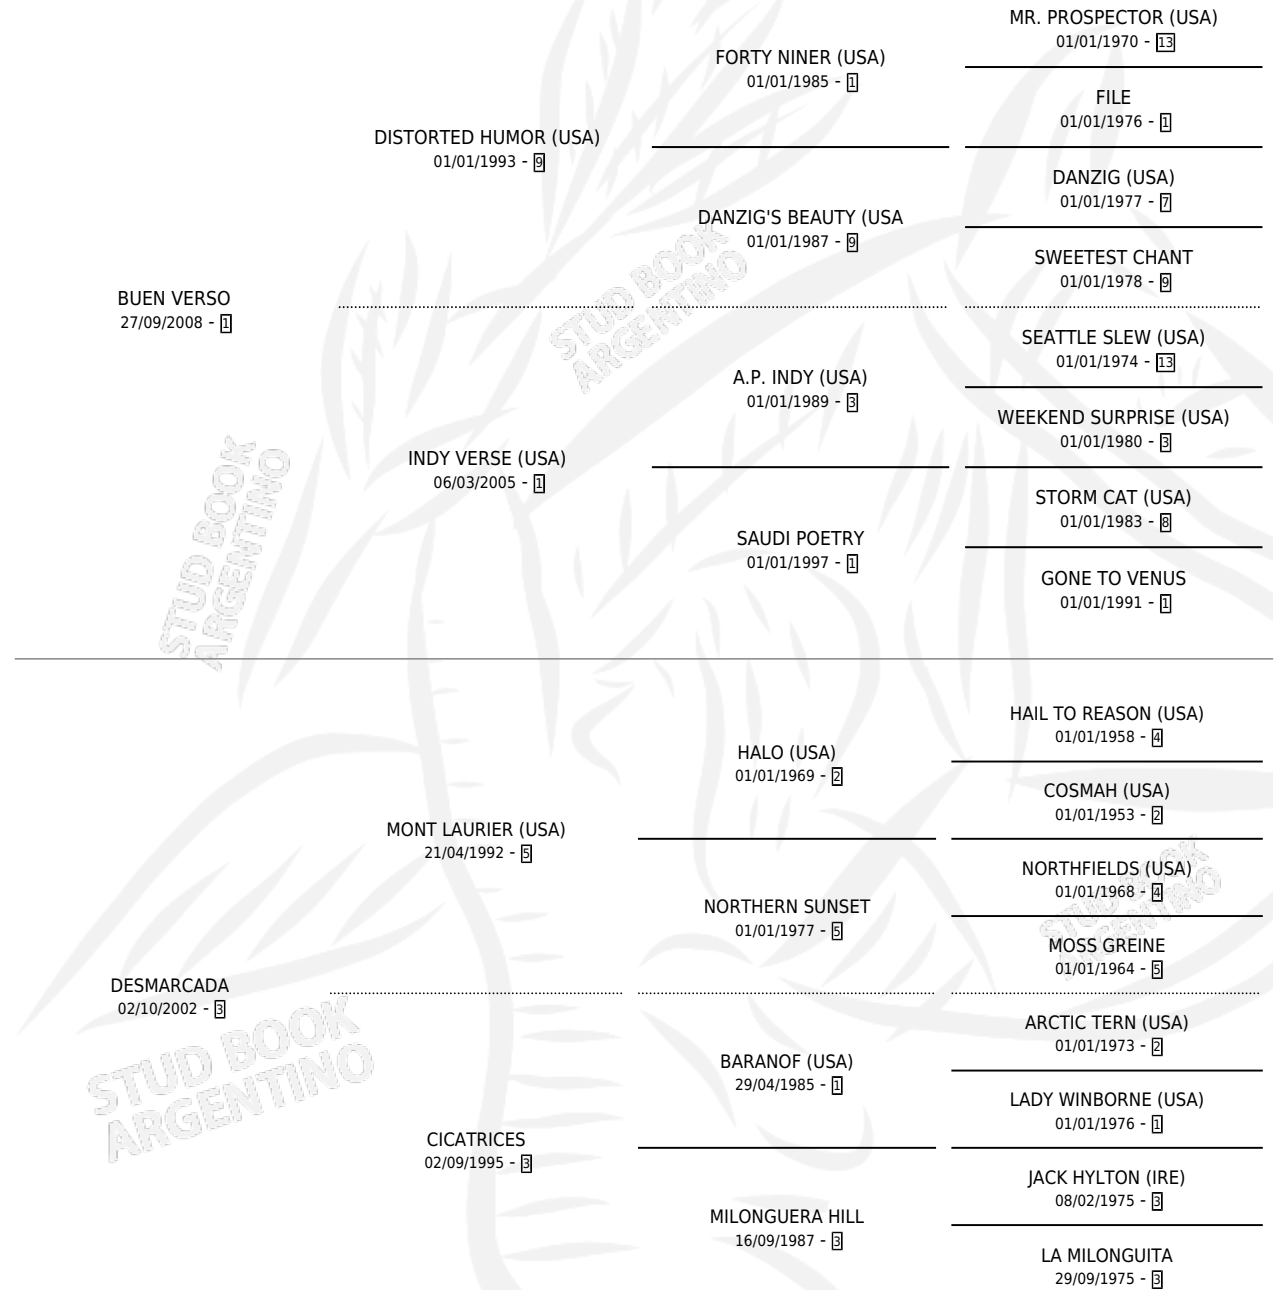 MR. PROSPECTOR (USA)
01/01/1970 - 13
FORTY NINER (USA)
01/01/1985 - 1
FILE
01/01/1976 - 1
DISTORTED HUMOR (USA)
01/01/1993 - 9
DANZIG (USA)
01/01/1977 - 7
DANZIG'S BEAUTY (USA
01/01/1987 - 9
SWEETEST CHANT
01/01/1978 - 9
BUEN VERSO
27/09/2008 - 1
STUD BOOK
ARGENTINO
SEATTLE SLEW (USA)
01/01/1974 - 13
A.P. INDY (USA)
01/01/1989 - 3
WEEKEND SURPRISE (USA)
01/01/1980 - 3
INDY VERSE (USA)
06/03/2005 - 1
STORM CAT (USA)
01/01/1983 - 8
SAUDI POETRY
01/01/1997 - 1
GONE TO VENUS
01/01/1991 - 1
STUD BOOK
ARGENTINO
HAIL TO REASON (USA)
01/01/1958 - 4
HALO (USA)
01/01/1969 - 2
COSMAH (USA)
01/01/1953 - 2
MONT LAURIER (USA)
21/04/1992 - 5
NORTHFIELDS (USA)
01/01/1968 - 4
NORTHERN SUNSET
01/01/1977 - 5
STUD BOOK
ARGENTINO
MOSS GREINE
01/01/1964 - 5
DESMARCADA
02/10/2002 - 3
STUD BOOK
ARGENTINO
ARCTIC TERN (USA)
01/01/1973 - 2
BARANOF (USA)
29/04/1985 - 1
LADY WINBORNE (USA)
01/01/1976 - 1
CICATRICES
02/09/1995 - 3
JACK HYLTON (IRE)
08/02/1975 - 3
MILONGUERA HILL
16/09/1987 - 3
LA MILONGUITA
29/09/1975 - 3